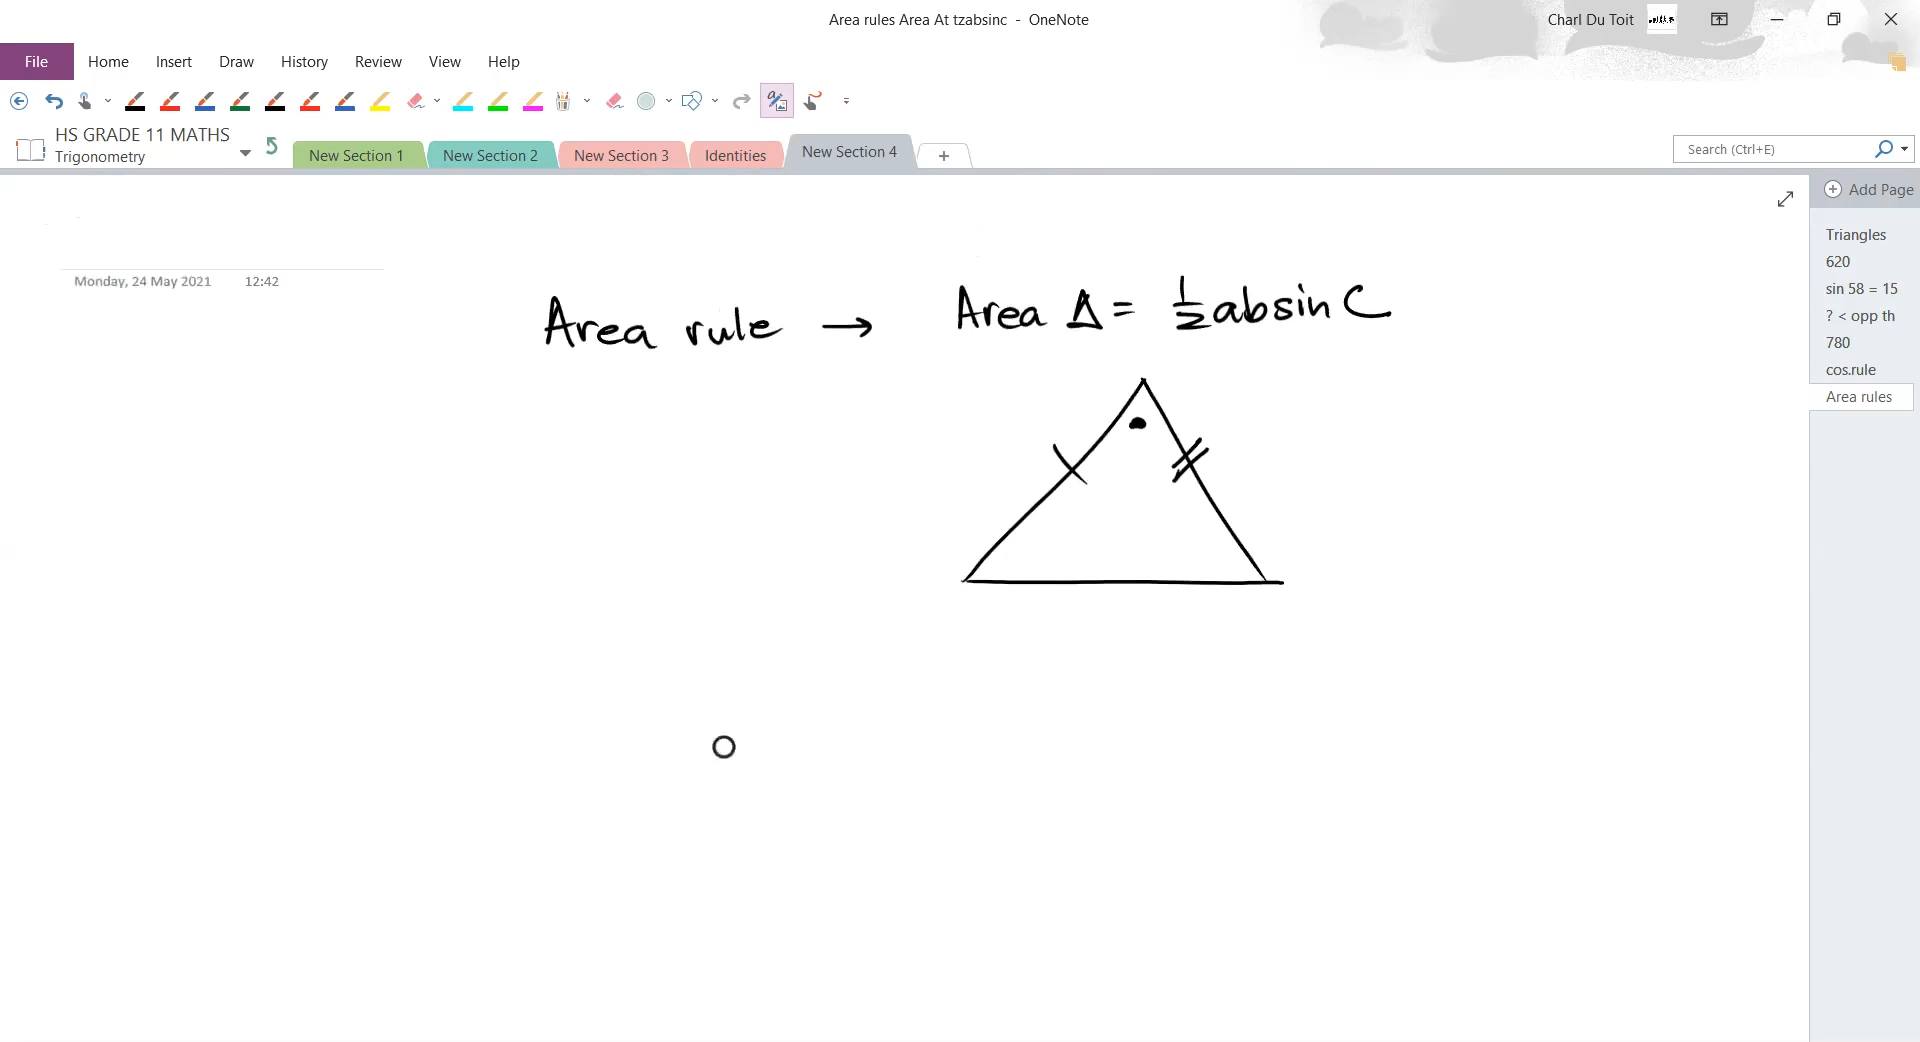 Area rules Area At tzabsinc - OneNote
Charl Du Toit
File Home Insert Draw History Review View Help
HS GRADE 11 MATHS
Trigonometry
New Section 1
New Section 2
New Section 3
Identities
New Section 4
Search (Ctrl+E)
Add Page
Triangles
620
sin 58 = 15
? < opp th
780
cos.rule
Area rules
Monday, 24 May 2021 12:42
Area rule → Area Δ = ½ absin C